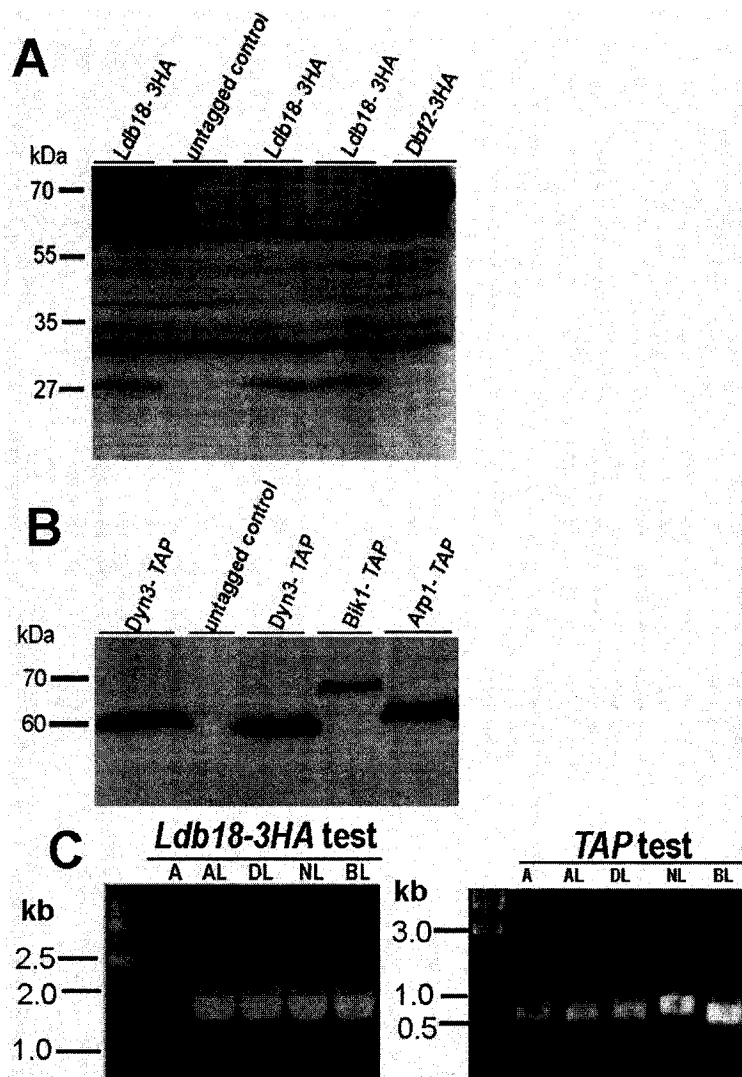 A
Ldb18- 3HA
untagged control
Ldb18- 3HA
Ldb18- 3HA
Dbf2-3HA
kDa
70
55
35
27
B
Dyn3- TAP
untagged control
Dyn3- TAP
Bik1- TAP
Arp1- TAP
kDa
70
60
C
Ldb18-3HA test
A AL DL NL BL
kb
2.5
2.0
1.0
TAP test
A AL DL NL BL
kb
3.0
1.0
0.5